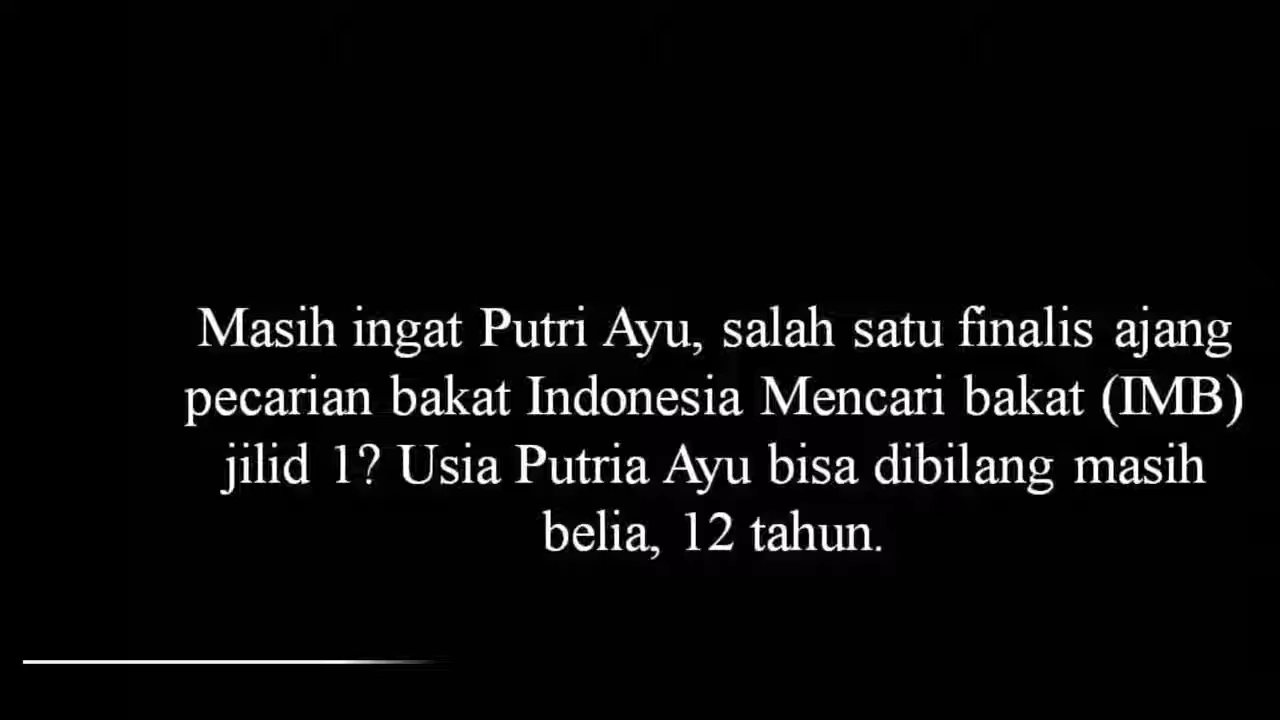 Masih ingat Putri Ayu, salah satu finalis ajang
pecarian bakat Indonesia Mencari bakat (IMB)
jilid 1? Usia Putria Ayu bisa dibilang masih
belia, 12 tahun.